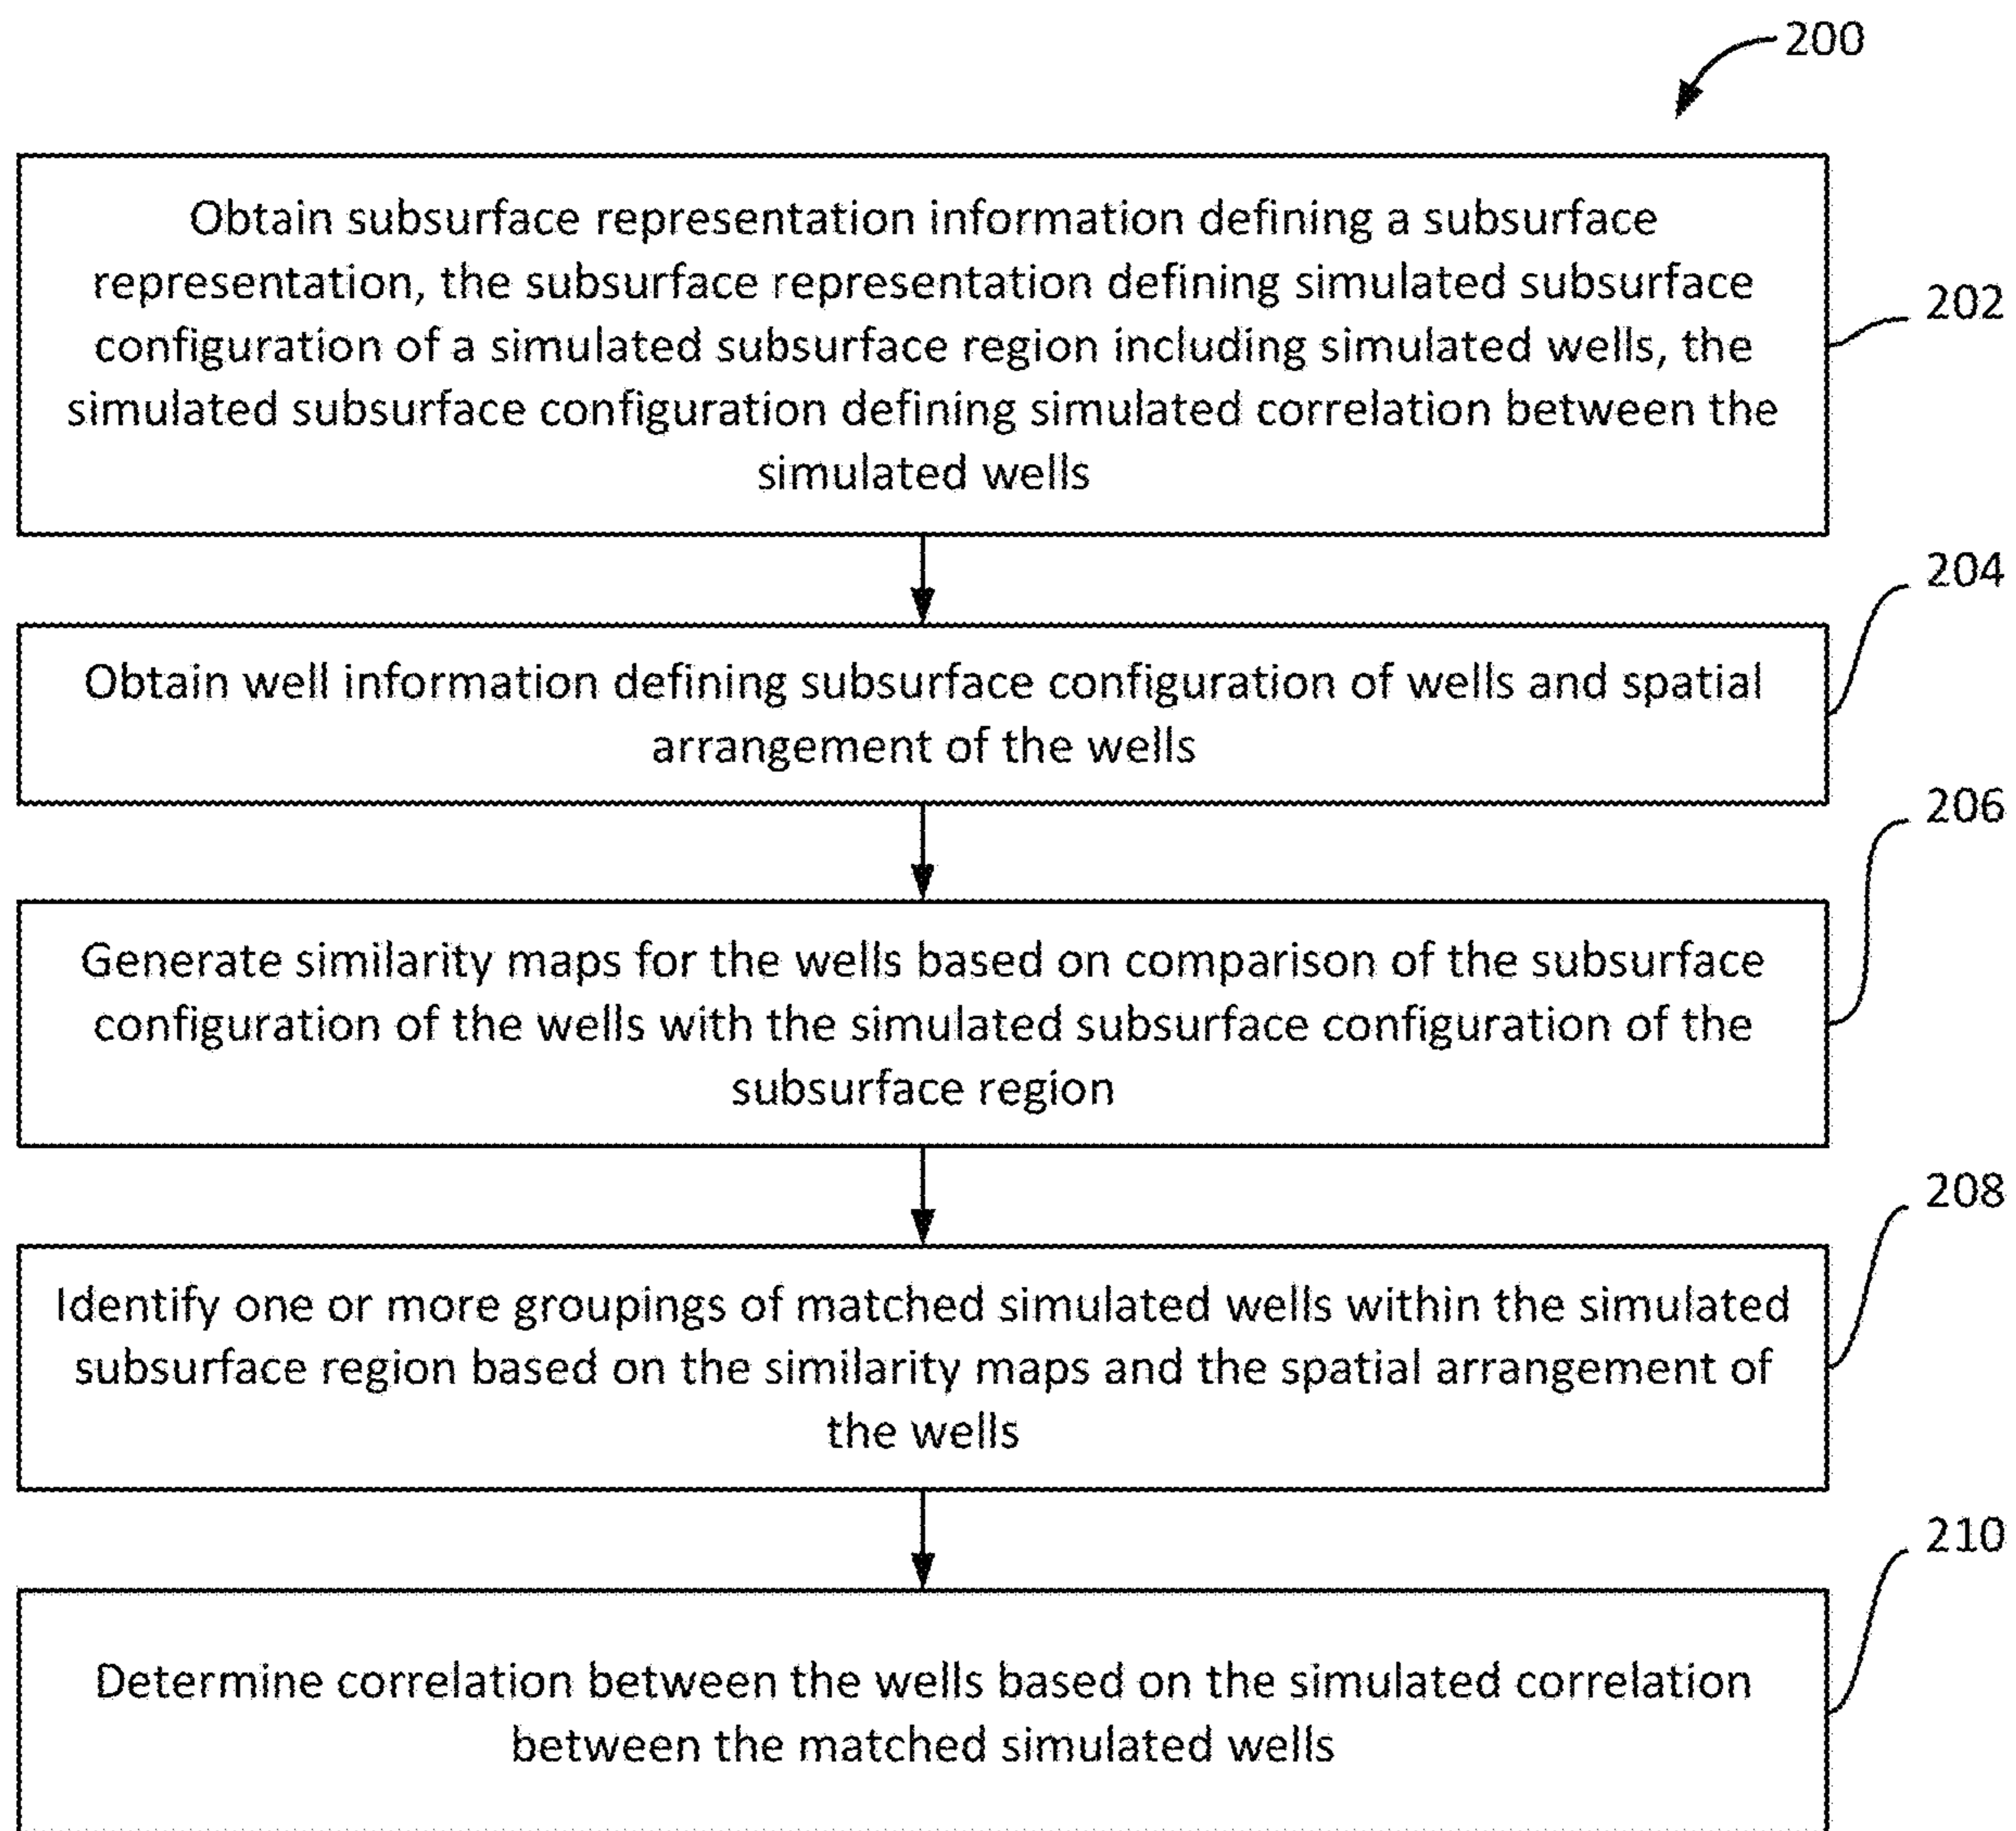 200
Obtain subsurface representation information defining a subsurface
representation, the subsurface representation defining simulated subsurface
configuration of a simulated subsurface region including simulated wells, the
simulated subsurface configuration defining simulated correlation between the
simulated wells
202
Obtain well information defining subsurface configuration of wells and spatial
arrangement of the wells
204
Generate similarity maps for the wells based on comparison of the subsurface
configuration of the wells with the simulated subsurface configuration of the
subsurface region
206
Identify one or more groupings of matched simulated wells within the simulated
subsurface region based on the similarity maps and the spatial arrangement of
the wells
208
Determine correlation between the wells based on the simulated correlation
between the matched simulated wells
210